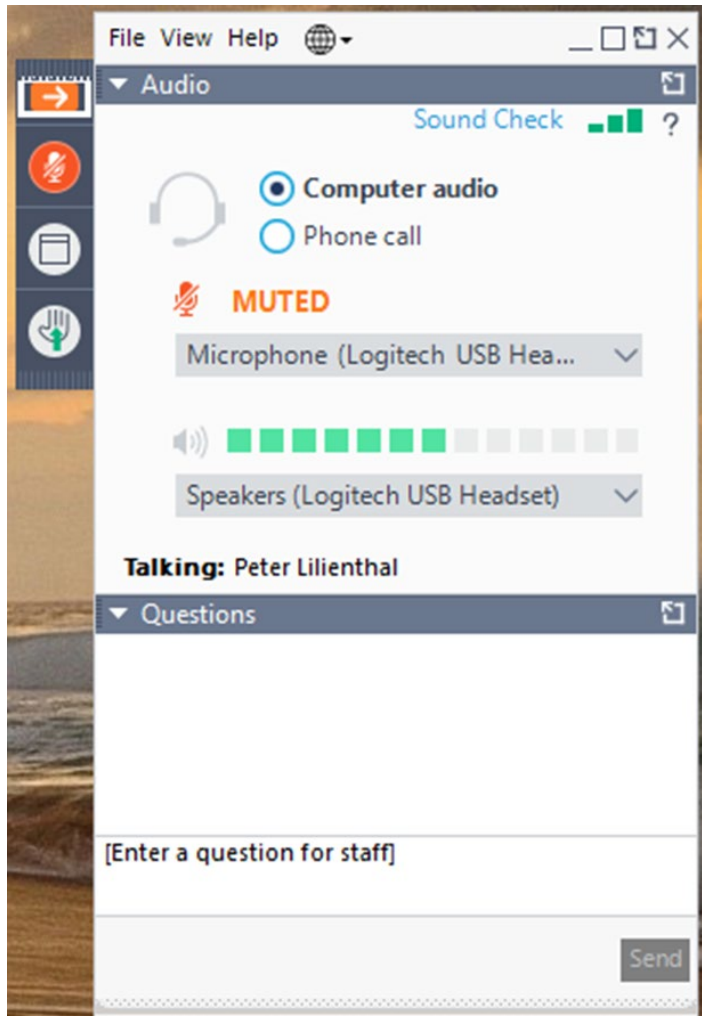 File View Help
Audio
Sound Check ?
Computer audio
Phone call
MUTED
Microphone (Logitech USB Hea...
Speakers (Logitech USB Headset)
Talking: Peter Lilienthal
Questions
[Enter a question for staff]
Send